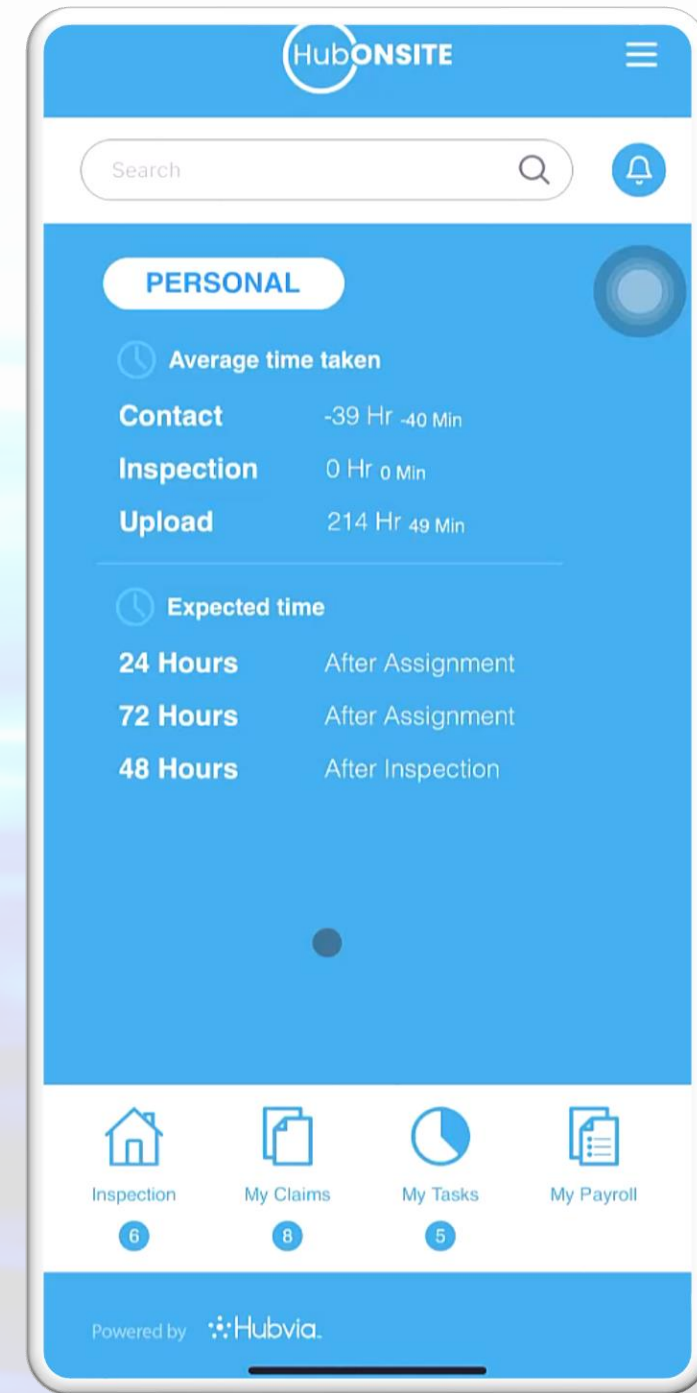 HubONSITE
Search
PERSONAL
Average time taken
Contact -39 Hr -40 Min
Inspection 0 Hr 0 Min
Upload 214 Hr 49 Min
Expected time
24 Hours After Assignment
72 Hours After Assignment
48 Hours After Inspection
Inspection My Claims My Tasks My Payroll
6 8 5
Powered by Hubvia.